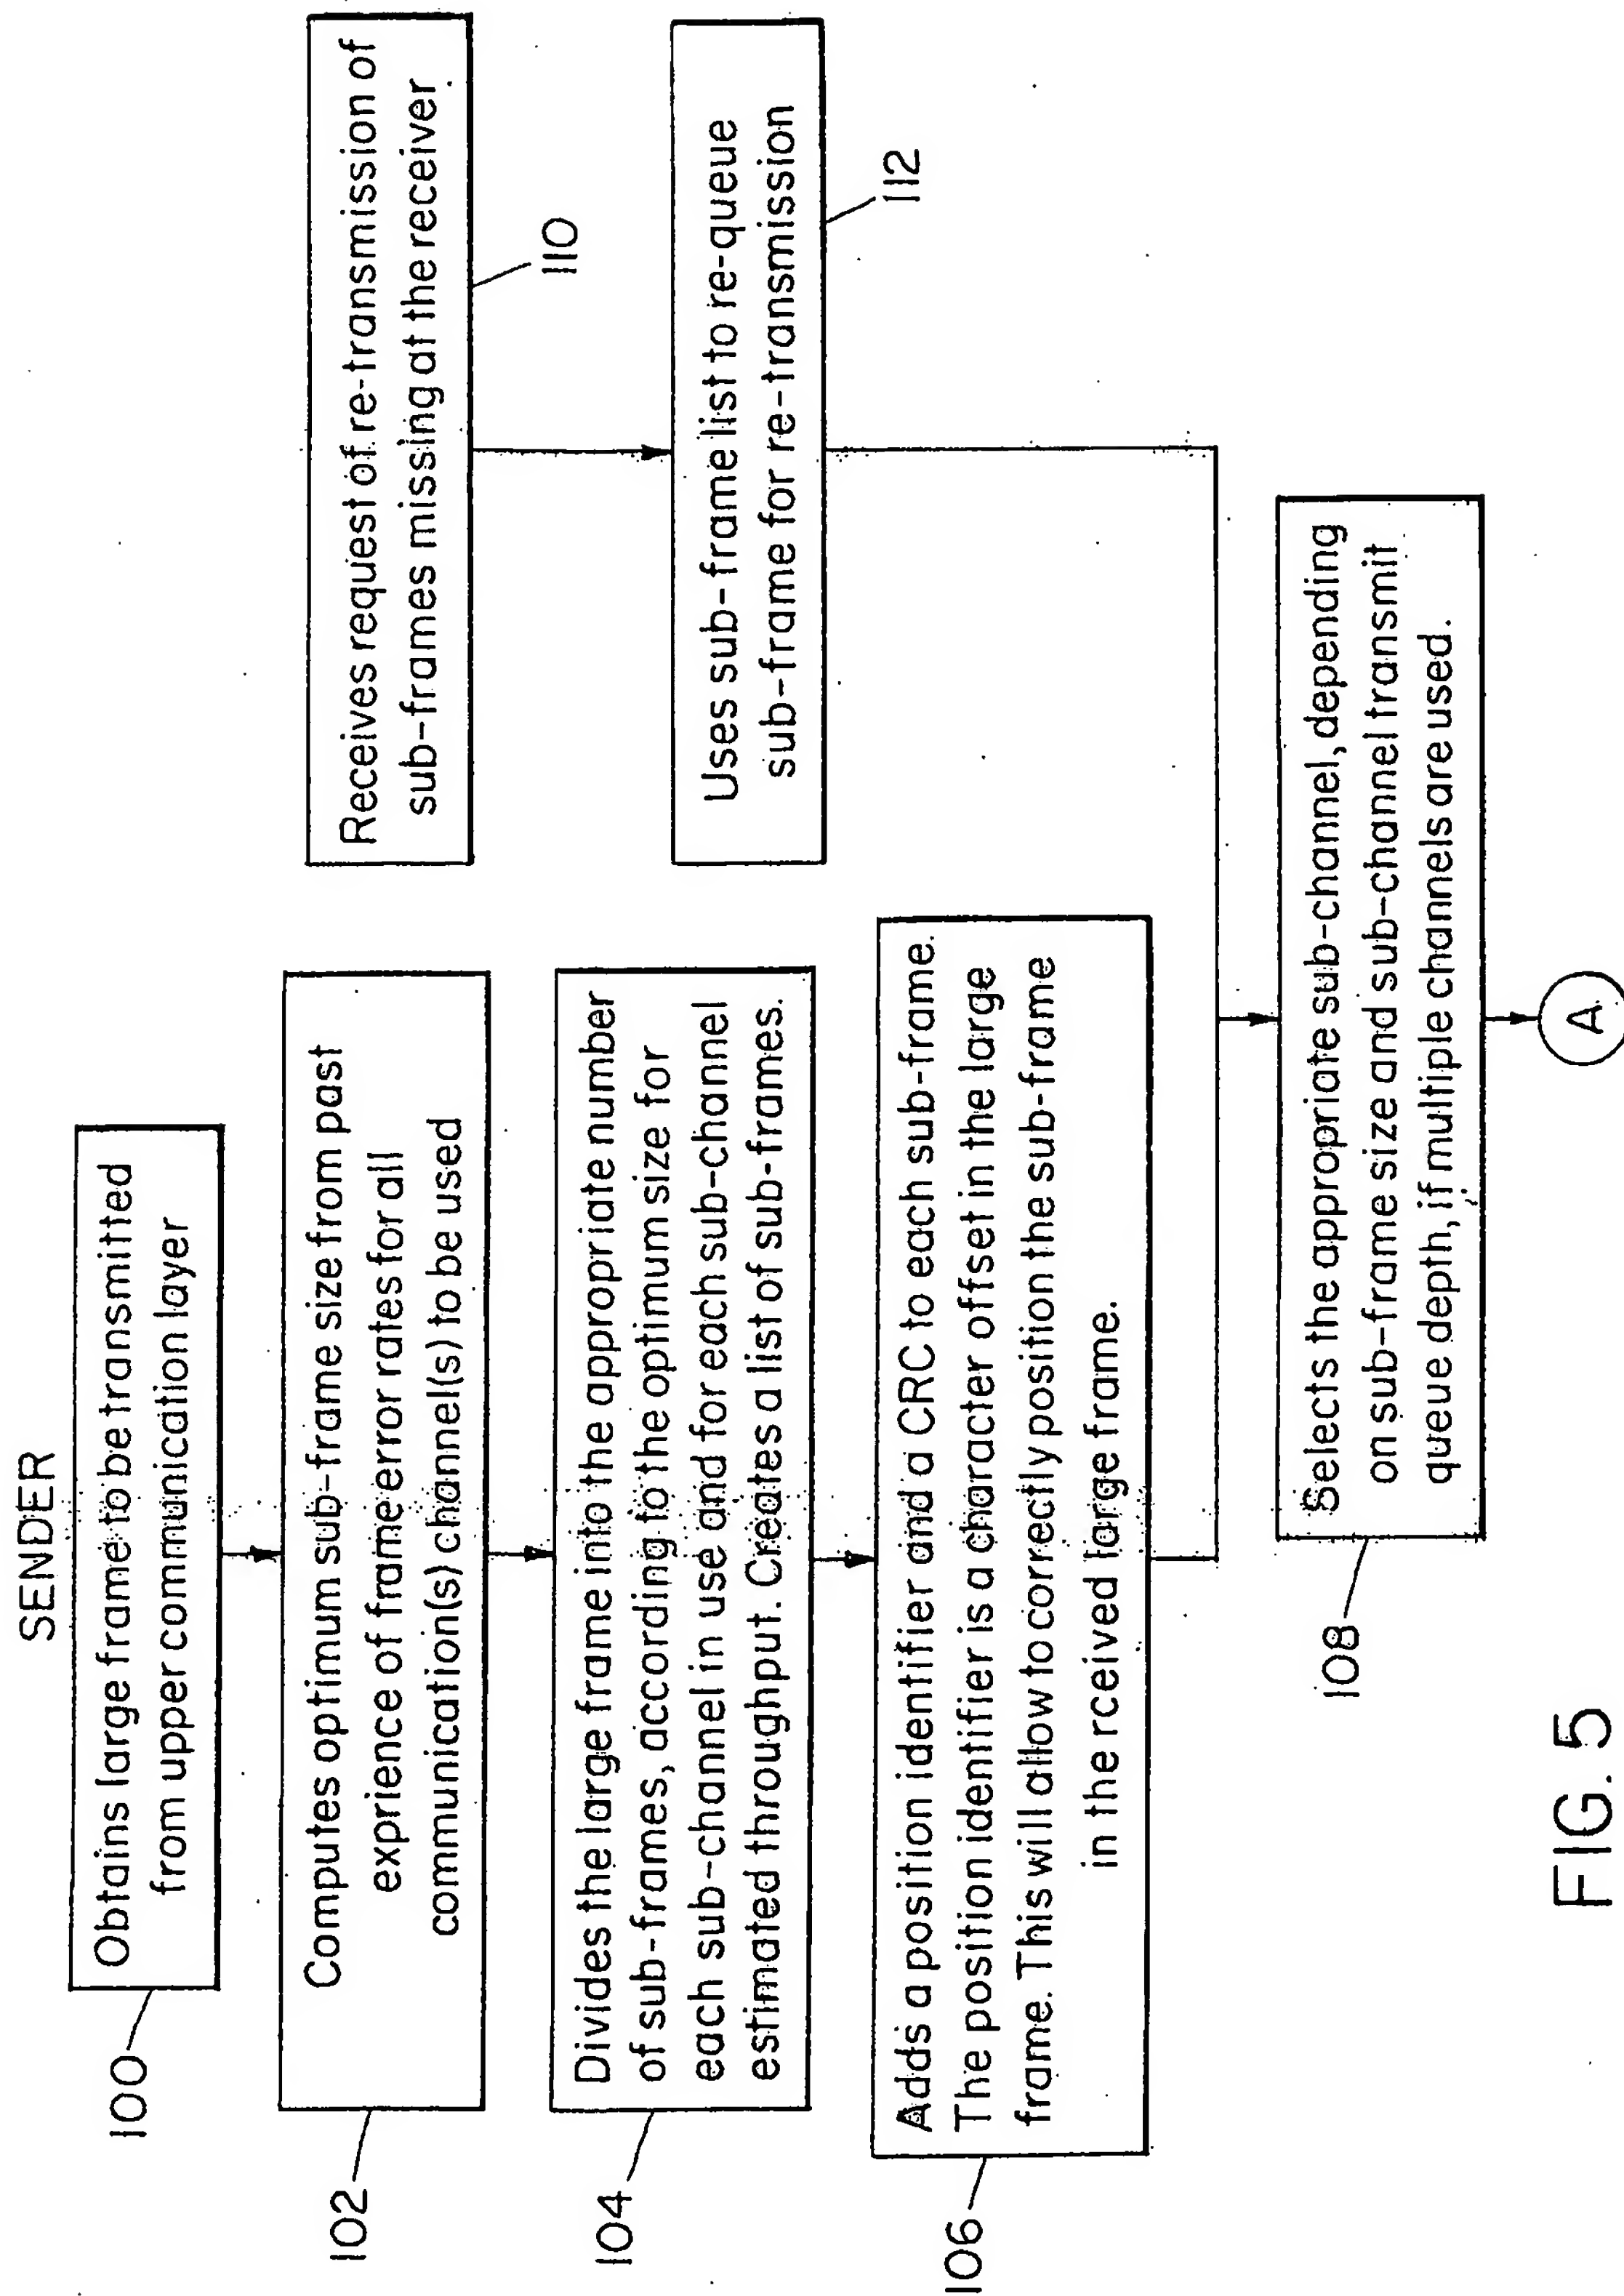 SENDER
100
Obtains large frame to be transmitted
from upper communication layer
102
Computes optimum sub-frame size from past
exprience of frame error rates for all
communication(s) channel(s) to be used
104
Divides the large frame into the appropriate number
of sub-frames, according to the optimum size for
each sub-channel in use and for each sub-channel
estimated throughput. Creates a list of sub-frames.
106
Adds a position identifier and a CRC to each sub-frame.
The position identifier is a character offset in the large
frame. This will allow to correctly position the sub-frame
in the rceived large frame.
Receives request of re-transmission of
sub-frames missing at the receiver
110
Uses sub-frame list to re-queue
sub-frame for re-transmission
112
108
Selects the appropriate sub-channel, depending
on sub-frame size and sub-channel transmit
queue depth, if multiple channels are used.
A
FIG. 5